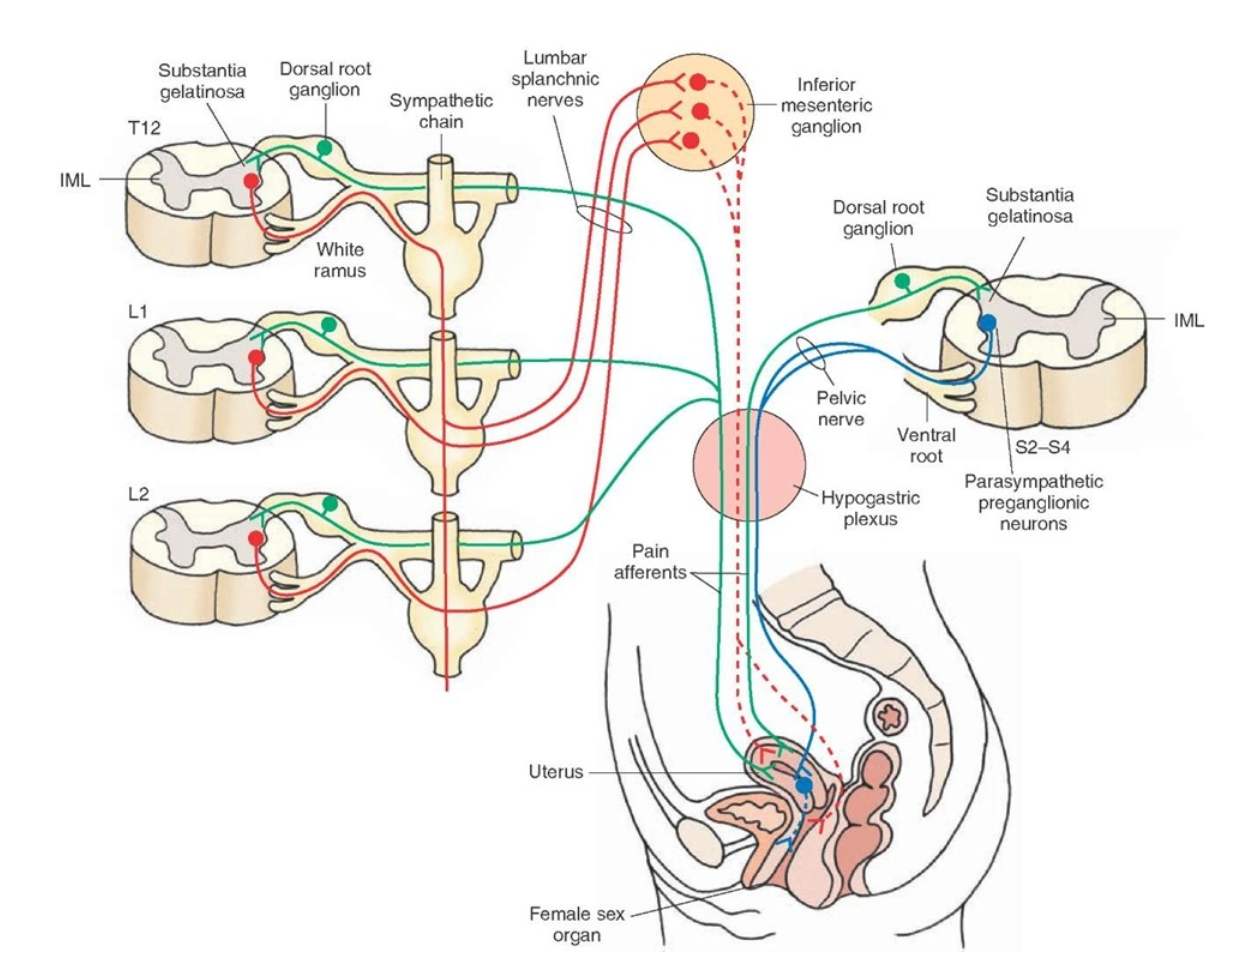 Lumbar
splanchnic
nerves
Substantia
gelatinosa
Dorsal root
ganglion
Sympathetic
chain
Inferior
mesenteric
ganglion
T12
IML
White
ramus
Dorsal root
ganglion
Substantia
gelatinosa
L1
IML
Pelvic
nerve
Ventral
root
S2–S4
Parasympathetic
preganglionic
neurons
L2
Hypogastric
plexus
Pain
afferents
Uterus
Female sex
organ